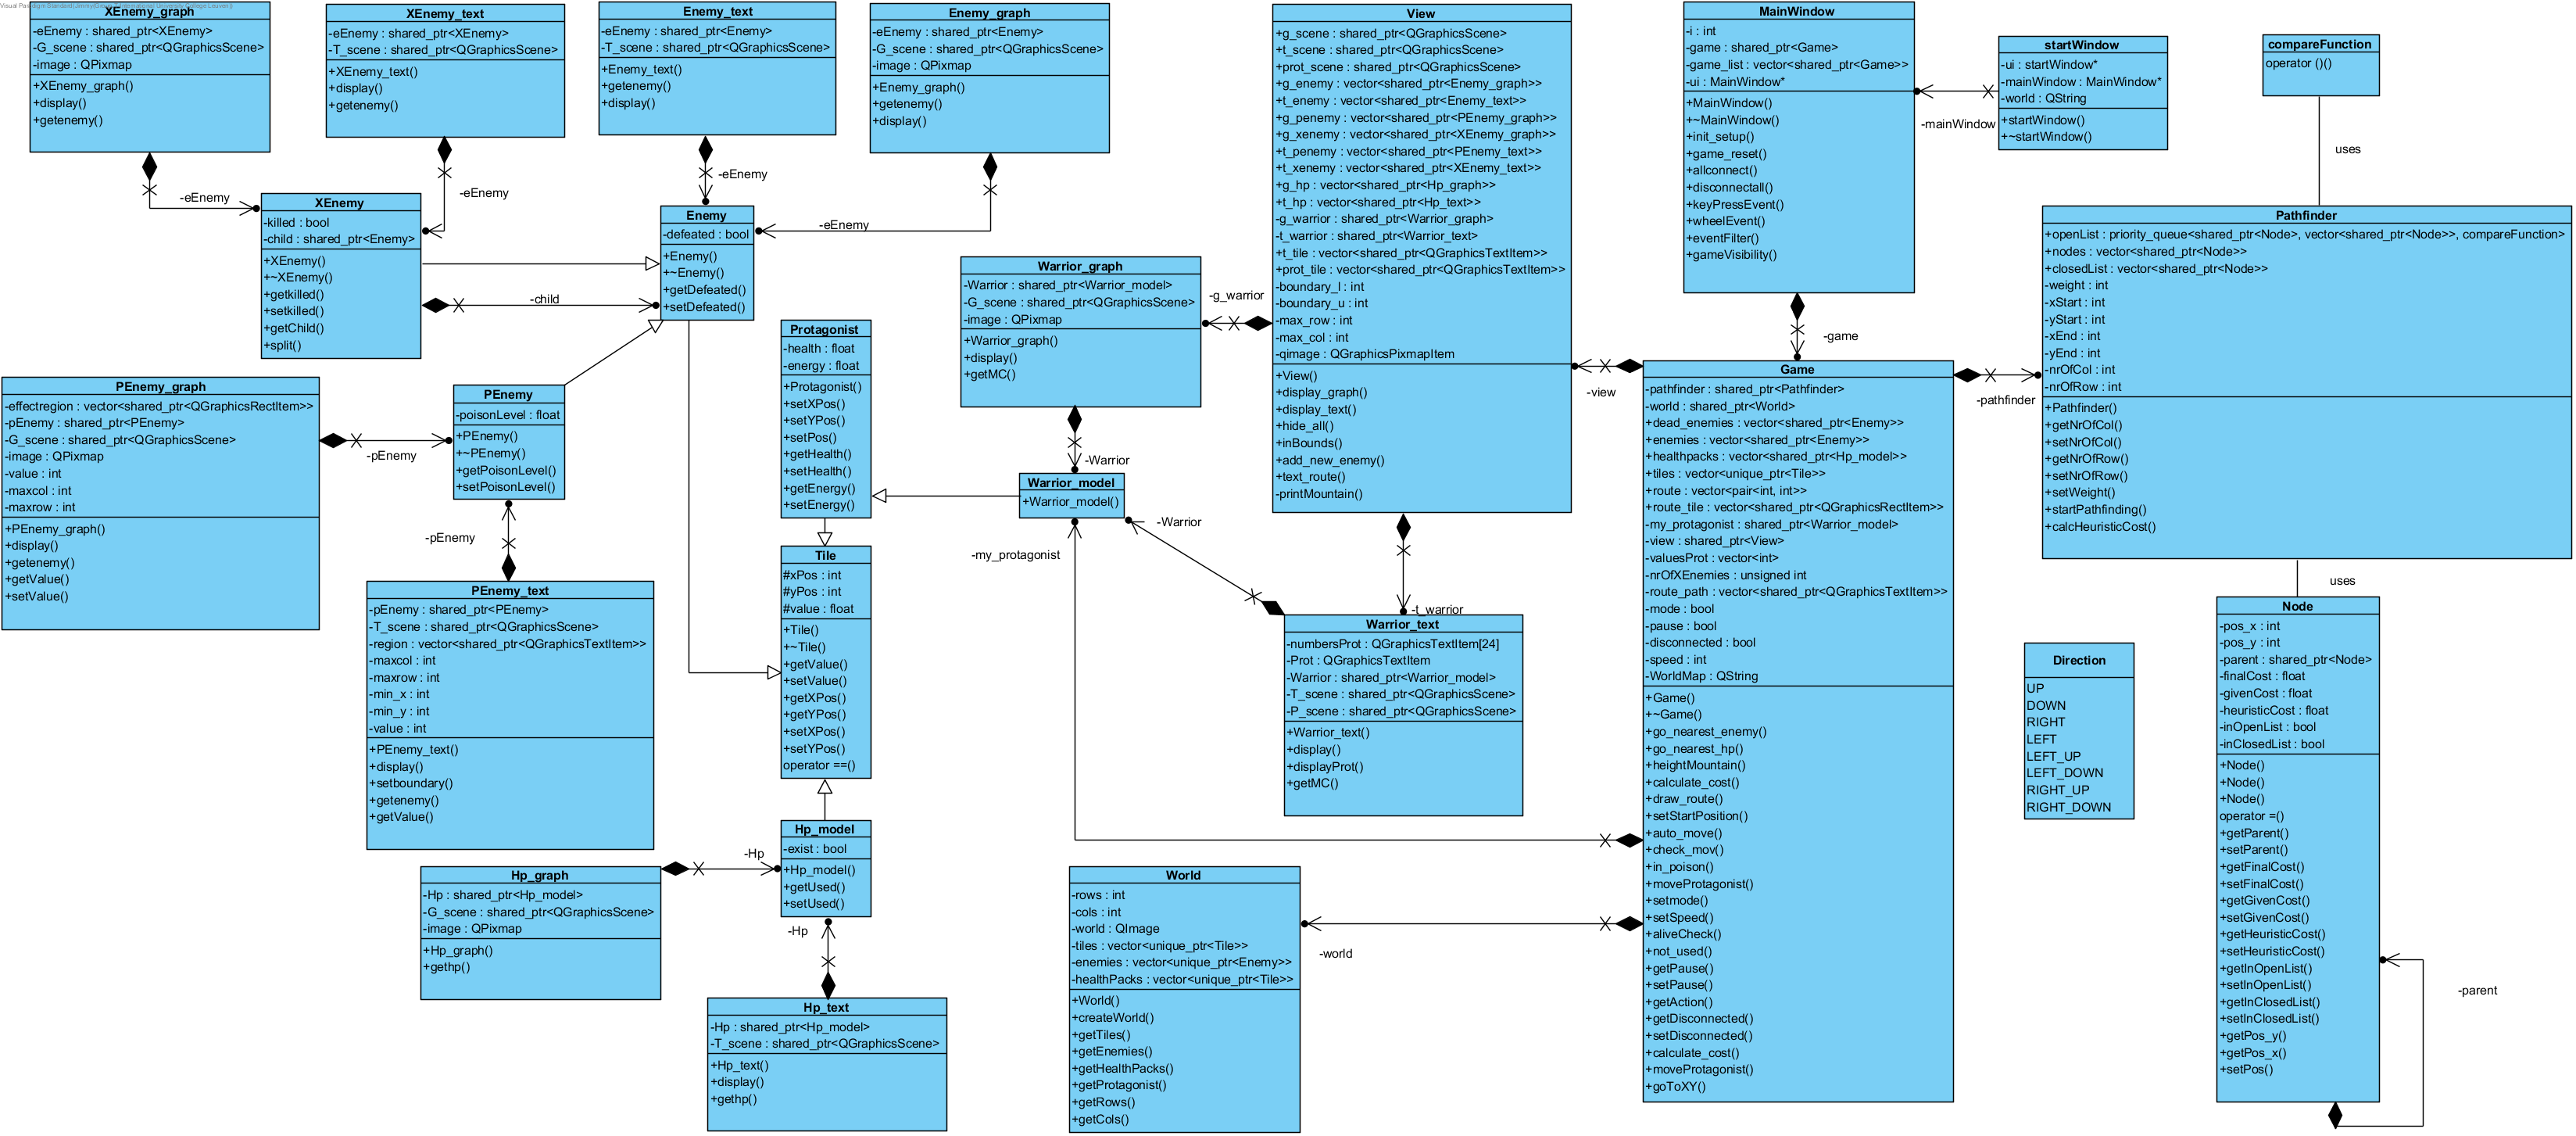 Visual Paradigm Standard(Jimmy(Group T-International University College Leuven))
XEnemy_graph
-eEnemy : shared_ptr<XEnemy>
-G_scene : shared_ptr<QGraphicsScene>
-image : QPixmap
+XEnemy_graph()
+display()
+getenemy()
XEnemy_text
-eEnemy : shared_ptr<XEnemy>
-T_scene : shared_ptr<QGraphicsScene>
+XEnemy_text()
+display()
+getenemy()
Enemy_text
-eEnemy : shared_ptr<Enemy>
-T_scene : shared_ptr<QGraphicsScene>
+Enemy_text()
+getenemy()
+display()
Enemy_graph
-eEnemy : shared_ptr<Enemy>
-G_scene : shared_ptr<QGraphicsScene>
-image : QPixmap
+Enemy_graph()
+getenemy()
+display()
View
+g_scene : shared_ptr<QGraphicsScene>
+t_scene : shared_ptr<QGraphicsScene>
+prot_scene : shared_ptr<QGraphicsScene>
+g_enemy : vector<shared_ptr<Enemy_graph>>
+t_enemy : vector<shared_ptr<Enemy_text>>
+g_penemy : vector<shared_ptr<PEnemy_graph>>
+g_xenemy : vector<shared_ptr<XEnemy_graph>>
+t_penemy : vector<shared_ptr<PEnemy_text>>
+t_xenemy : vector<shared_ptr<XEnemy_text>>
+g_hp : vector<shared_ptr<Hp_graph>>
+t_hp : vector<shared_ptr<Hp_text>>
-g_warrior : shared_ptr<Warrior_graph>
-t_warrior : shared_ptr<Warrior_text>
+t_tile : vector<shared_ptr<QGraphicsTextItem>>
+prot_tile : vector<shared_ptr<QGraphicsTextItem>>
-boundary_l : int
-boundary_u : int
-max_row : int
-max_col : int
-qimage : QGraphicsPixmapItem
+View()
+display_graph()
+display_text()
+hide_all()
+inBounds()
+add_new_enemy()
+text_route()
-printMountain()
MainWindow
-i : int
-game : shared_ptr<Game>
-game_list : vector<shared_ptr<Game>>
-ui : MainWindow*
+MainWindow()
+~MainWindow()
+init_setup()
+game_reset()
+allconnect()
+disconnectall()
+keyPressEvent()
+wheelEvent()
+eventFilter()
+gameVisibility()
startWindow
-ui : startWindow*
-mainWindow : MainWindow*
-world : QString
+startWindow()
+~startWindow()
-mainWindow
compareFunction
operator ()()
uses
-eEnemy
-eEnemy
-eEnemy
-eEnemy
XEnemy
-killed : bool
-child : shared_ptr<Enemy>
+XEnemy()
+~XEnemy()
+getkilled()
+setkilled()
+getChild()
+split()
-child
Enemy
-defeated : bool
+Enemy()
+~Enemy()
+getDefeated()
+setDefeated()
Warrior_graph
-Warrior : shared_ptr<Warrior_model>
-G_scene : shared_ptr<QGraphicsScene>
-image : QPixmap
+Warrior_graph()
+display()
+getMC()
-g_warrior
Pathfinder
+openList : priority_queue<shared_ptr<Node>, vector<shared_ptr<Node>>, compareFunction>
+nodes : vector<shared_ptr<Node>>
+closedList : vector<shared_ptr<Node>>
-weight : int
-xStart : int
-yStart : int
-xEnd : int
-yEnd : int
-nrOfCol : int
-nrOfRow : int
+Pathfinder()
+getNrOfCol()
+setNrOfCol()
+getNrOfRow()
+setNrOfRow()
+setWeight()
+startPathfinding()
+calcHeuristicCost()
-game
-view
-pathfinder
Protagonist
-health : float
-energy : float
+Protagonist()
+setXPos()
+setYPos()
+setPos()
+getHealth()
+setHealth()
+getEnergy()
+setEnergy()
PEnemy_graph
-effectregion : vector<shared_ptr<QGraphicsRectItem>>
-pEnemy : shared_ptr<PEnemy>
-G_scene : shared_ptr<QGraphicsScene>
-image : QPixmap
-value : int
-maxcol : int
-maxrow : int
+PEnemy_graph()
+display()
+getenemy()
+getValue()
+setValue()
-pEnemy
PEnemy
-poisonLevel : float
+PEnemy()
+~PEnemy()
+getPoisonLevel()
+setPoisonLevel()
-pEnemy
-Warrior
Warrior_model
+Warrior_model()
-Warrior
-my_protagonist
-t_warrior
Game
-pathfinder : shared_ptr<Pathfinder>
-world : shared_ptr<World>
+dead_enemies : vector<shared_ptr<Enemy>>
+enemies : vector<shared_ptr<Enemy>>
+healthpacks : vector<shared_ptr<Hp_model>>
+tiles : vector<unique_ptr<Tile>>
+route : vector<pair<int, int>>
+route_tile : vector<shared_ptr<QGraphicsRectItem>>
-my_protagonist : shared_ptr<Warrior_model>
-view : shared_ptr<View>
-valuesProt : vector<int>
-nrOfXEnemies : unsigned int
-route_path : vector<shared_ptr<QGraphicsTextItem>>
-mode : bool
-pause : bool
-disconnected : bool
-speed : int
-WorldMap : QString
+Game()
+~Game()
+go_nearest_enemy()
+go_nearest_hp()
+heightMountain()
+calculate_cost()
+draw_route()
+setStartPosition()
+auto_move()
+check_mov()
+in_poison()
+moveProtagonist()
+setmode()
+setSpeed()
+aliveCheck()
+not_used()
+getPause()
+setPause()
+getAction()
+getDisconnected()
+setDisconnected()
+calculate_cost()
+moveProtagonist()
+goToXY()
Tile
#xPos : int
#yPos : int
#value : float
+Tile()
+~Tile()
+getValue()
+setValue()
+getXPos()
+getYPos()
+setXPos()
+setYPos()
operator ==()
PEnemy_text
-pEnemy : shared_ptr<PEnemy>
-T_scene : shared_ptr<QGraphicsScene>
-region : vector<shared_ptr<QGraphicsTextItem>>
-maxcol : int
-maxrow : int
-min_x : int
-min_y : int
-value : int
+PEnemy_text()
+display()
+setboundary()
+getenemy()
+getValue()
Warrior_text
-numbersProt : QGraphicsTextItem[24]
-Prot : QGraphicsTextItem
-Warrior : shared_ptr<Warrior_model>
-T_scene : shared_ptr<QGraphicsScene>
-P_scene : shared_ptr<QGraphicsScene>
+Warrior_text()
+display()
+displayProt()
+getMC()
uses
Direction
UP
DOWN
RIGHT
LEFT
LEFT_UP
LEFT_DOWN
RIGHT_UP
RIGHT_DOWN
Node
-pos_x : int
-pos_y : int
-parent : shared_ptr<Node>
-finalCost : float
-givenCost : float
-heuristicCost : float
-inOpenList : bool
-inClosedList : bool
+Node()
+Node()
+Node()
operator =()
+getParent()
+setParent()
+getFinalCost()
+setFinalCost()
+getGivenCost()
+setGivenCost()
+getHeuristicCost()
+setHeuristicCost()
+getInOpenList()
+setInOpenList()
+getInClosedList()
+setInClosedList()
+getPos_y()
+getPos_x()
+setPos()
-parent
Hp_model
-exist : bool
+Hp_model()
+getUsed()
+setUsed()
-Hp
Hp_graph
-Hp : shared_ptr<Hp_model>
-G_scene : shared_ptr<QGraphicsScene>
-image : QPixmap
+Hp_graph()
+gethp()
-Hp
Hp_text
-Hp : shared_ptr<Hp_model>
-T_scene : shared_ptr<QGraphicsScene>
+Hp_text()
+display()
+gethp()
World
-rows : int
-cols : int
-world : QImage
-tiles : vector<unique_ptr<Tile>>
-enemies : vector<unique_ptr<Enemy>>
-healthPacks : vector<unique_ptr<Tile>>
+World()
+createWorld()
+getTiles()
+getEnemies()
+getHealthPacks()
+getProtagonist()
+getRows()
+getCols()
-world